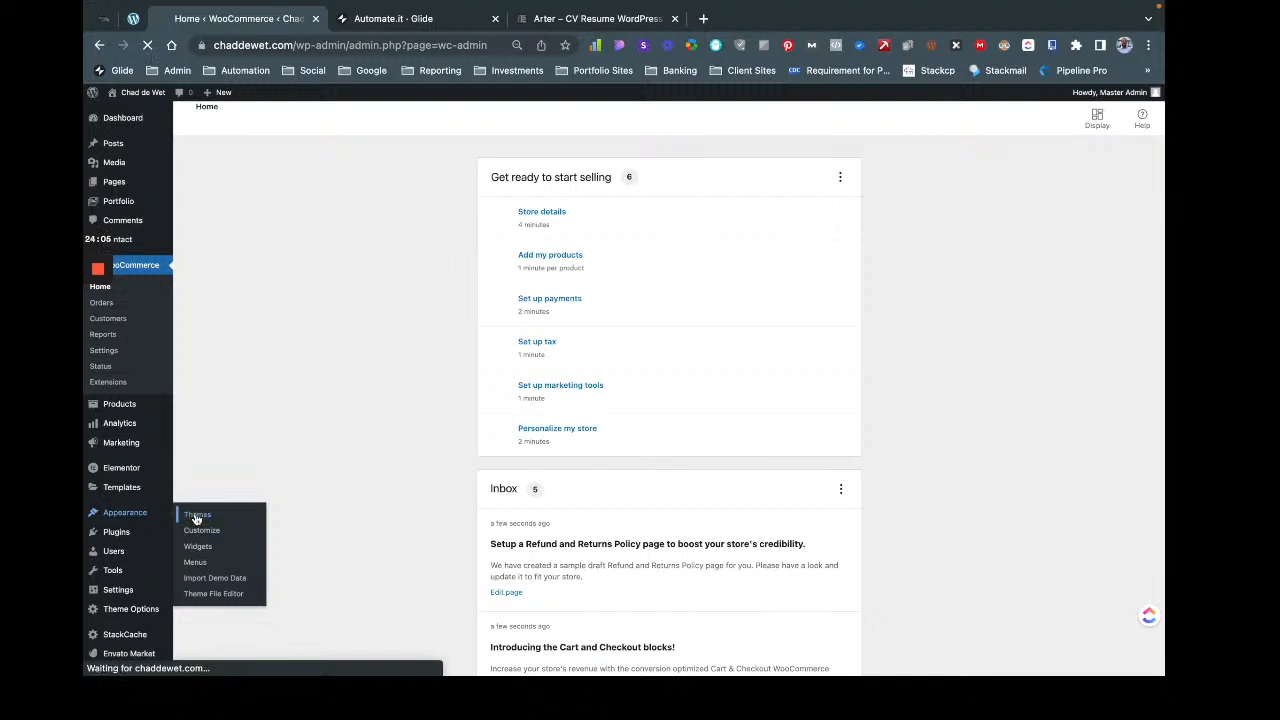 Home ‹ WooCommerce ‹ Chad
Automate.it - Glide
Arter – CV Resume WordPress
chaddewet.com/wp-admin/admin.php?page=wc-admin
Glide
Admin
Automation
Social
Google
Reporting
Investments
Portfolio Sites
Banking
Client Sites
CDC
Requirement for P...
Stackcp
Stackmail
Pipeline Pro
»
Chad de Wet
0
+ New
Howdy, Master Admin
Dashboard
Posts
Media
Pages
Portfolio
Comments
24:05 ntact
ooCommerce
Home
Orders
Customers
Reports
Settings
Status
Extensions
Products
Analytics
Marketing
Elementor
Templates
Appearance
Plugins
Users
Tools
Settings
Theme Options
StackCache
Envato Market
Waiting for chaddewet.com...
Themes
Customize
Widgets
Menus
Import Demo Data
Theme File Editor
Home
Display
Help
Get ready to start selling 6
Store details
4 minutes
Add my products
1 minute per product
Set up payments
2 minutes
Set up tax
1 minute
Set up marketing tools
1 minute
Personalize my store
2 minutes
Inbox 5
a few seconds ago
Setup a Refund and Returns Policy page to boost your store's credibility.
We have created a sample draft Refund and Returns Policy page for you. Please have a look and
update it to fit your store.
Edit page
a few seconds ago
Introducing the Cart and Checkout blocks!
Increase your store's revenue with the conversion optimized Cart & Checkout WooCommerce